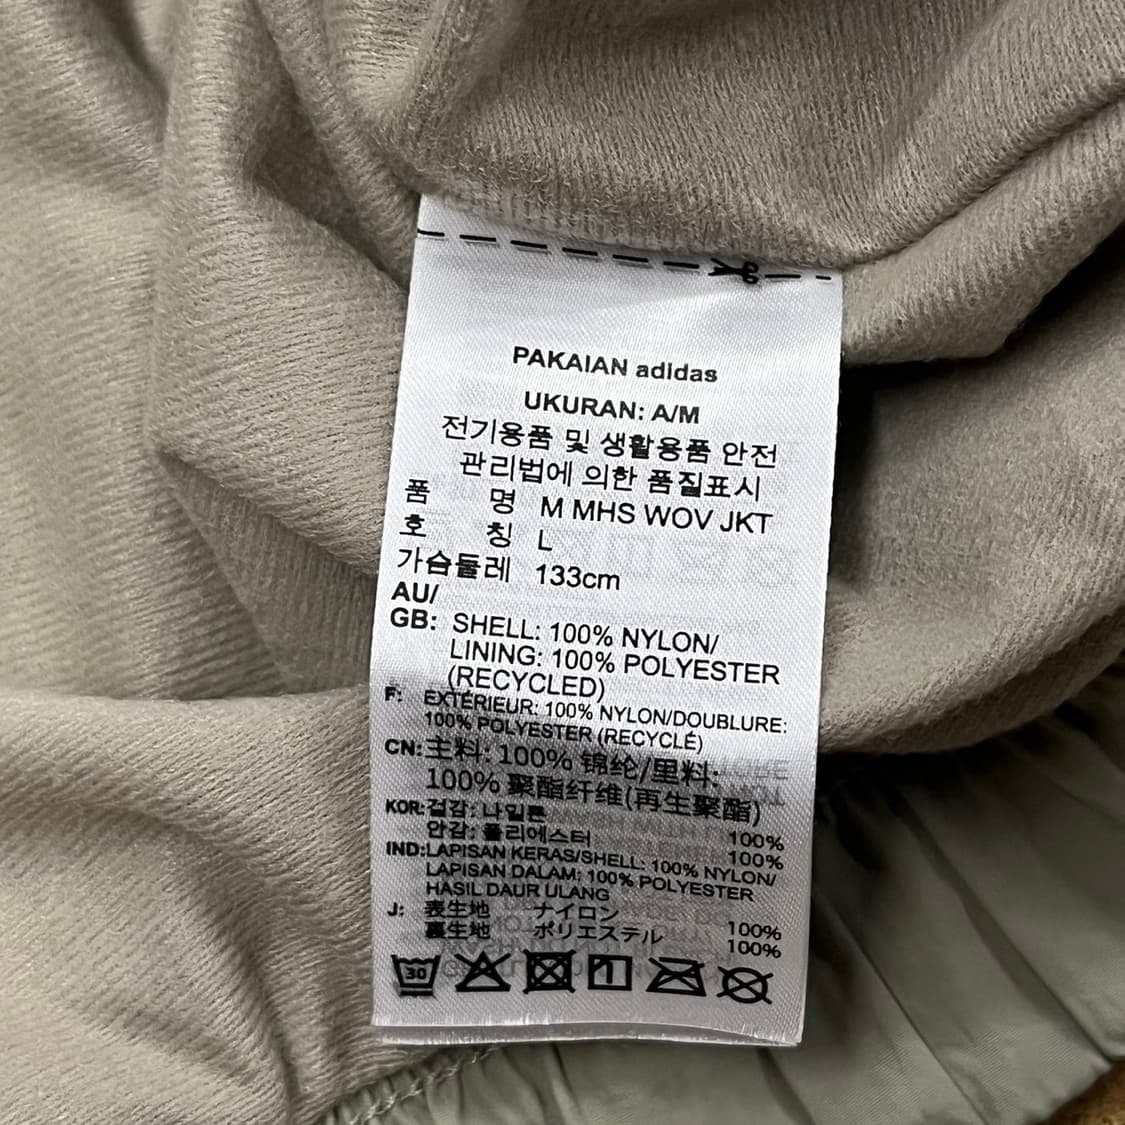 PAKAIAN adidas
UKURAN: A/M
전기용품 및 생활용품 안전
관리법에 의한 품질표시
품 명 M MHS WOV JKT
호 칭 L
가슴둘레 133cm
AU/
GB: SHELL: 100% NYLON/
LINING: 100% POLYESTER
(RECYCLED)
F: EXTÉRIEUR: 100% NYLON/DOUBLURE:
100% POLYESTER (RECYCLÉ)
CN: 主料: 100% 锦纶/里料:
100% 聚酯纤维(再生聚酯)
KOR: 겉감: 나일론 100%
안감: 폴리에스터 100%
IND: LAPISAN KERAS/SHELL: 100% NYLON/
LAPISAN DALAM: 100% POLYESTER
HASIL DAUR ULANG
J: 表生地 ナイロン 100%
裏生地 ポリエステル 100%
30